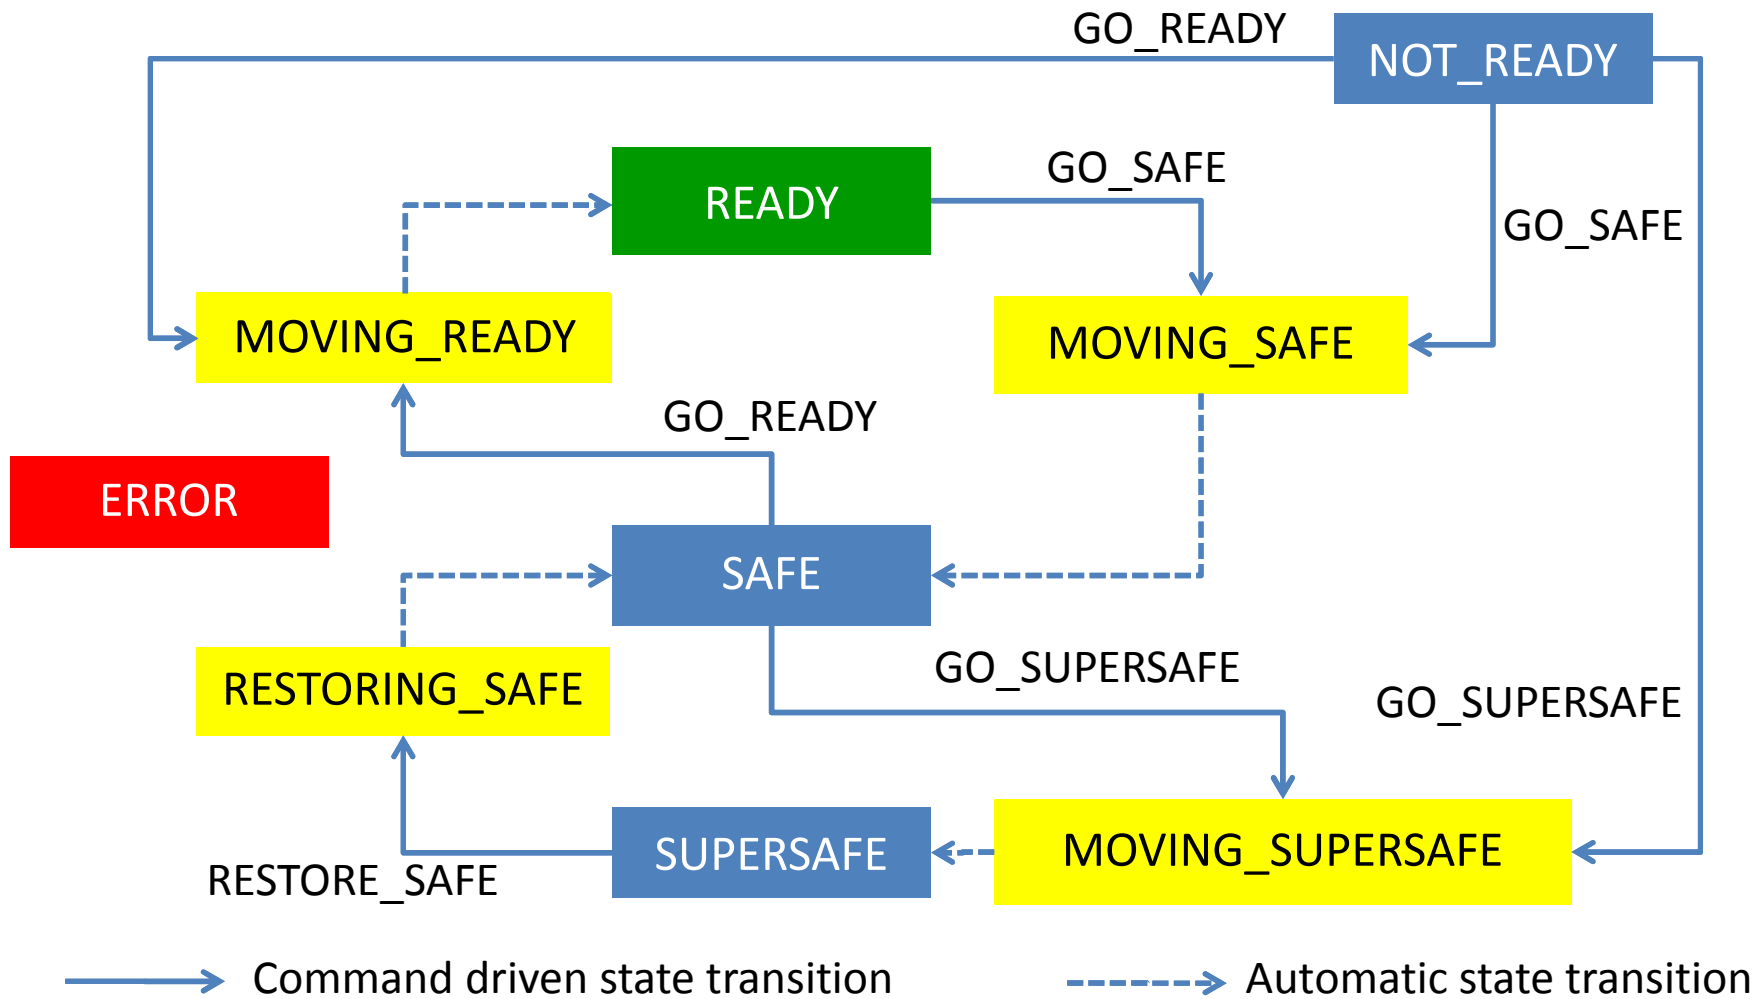 GO_READY
NOT_READY
READY
GO_SAFE
GO_SAFE
MOVING_READY
MOVING_SAFE
GO_READY
ERROR
SAFE
RESTORING_SAFE
GO_SUPERSAFE
GO_SUPERSAFE
SUPERSAFE
MOVING_SUPERSAFE
RESTORE_SAFE
Command driven state transition
Automatic state transition